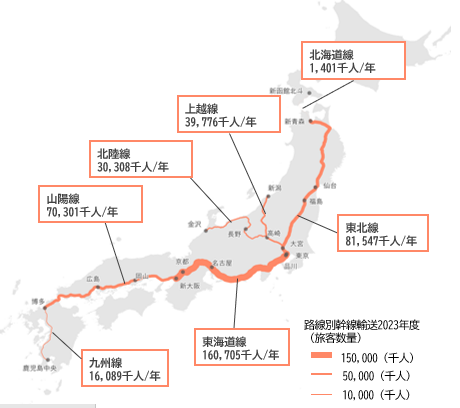 北海道線
1,401千人/年
新函館北斗
上越線
39,776千人/年
新青森
北陸線
30,308千人/年
山陽線
70,301千人/年
仙台
新潟
福島
金沢
長野
高崎
東北線
81,547千人/年
大宮
東京
品川
京都
名古屋
新大阪
岡山
広島
博多
東海道線
160,705千人/年
九州線
16,089千人/年
鹿児島中央
路線別幹線輸送2023年度
(旅客数量)
150,000(千人)
50,000(千人)
10,000(千人)